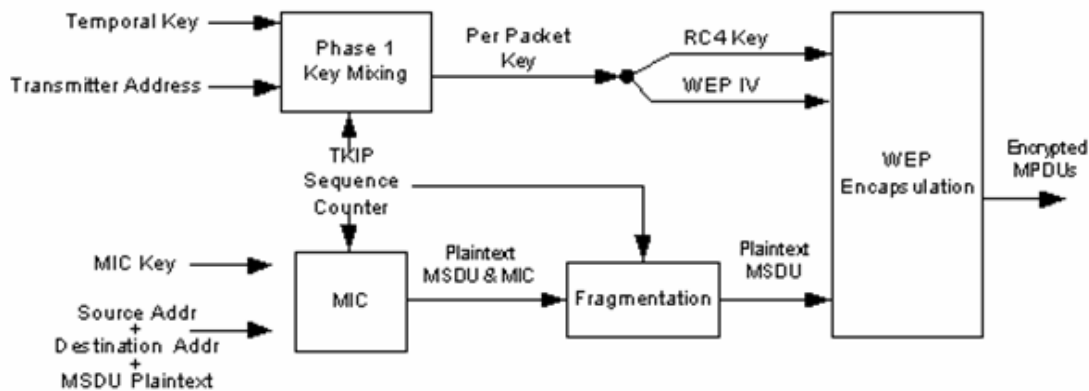 Temporal Key
Transmitter Address
Phase 1
Key Mixing
Per Packet
Key
RC4 Key
WEP IV
WEP
Encapsulation
Encrypted
MPDUs
TKIP
Sequence
Counter
MIC Key
Source Addr
+
Destination Addr
+
MSDU Plaintext
MIC
Plaintext
MSDU & MIC
Fragmentation
Plaintext
MSDU